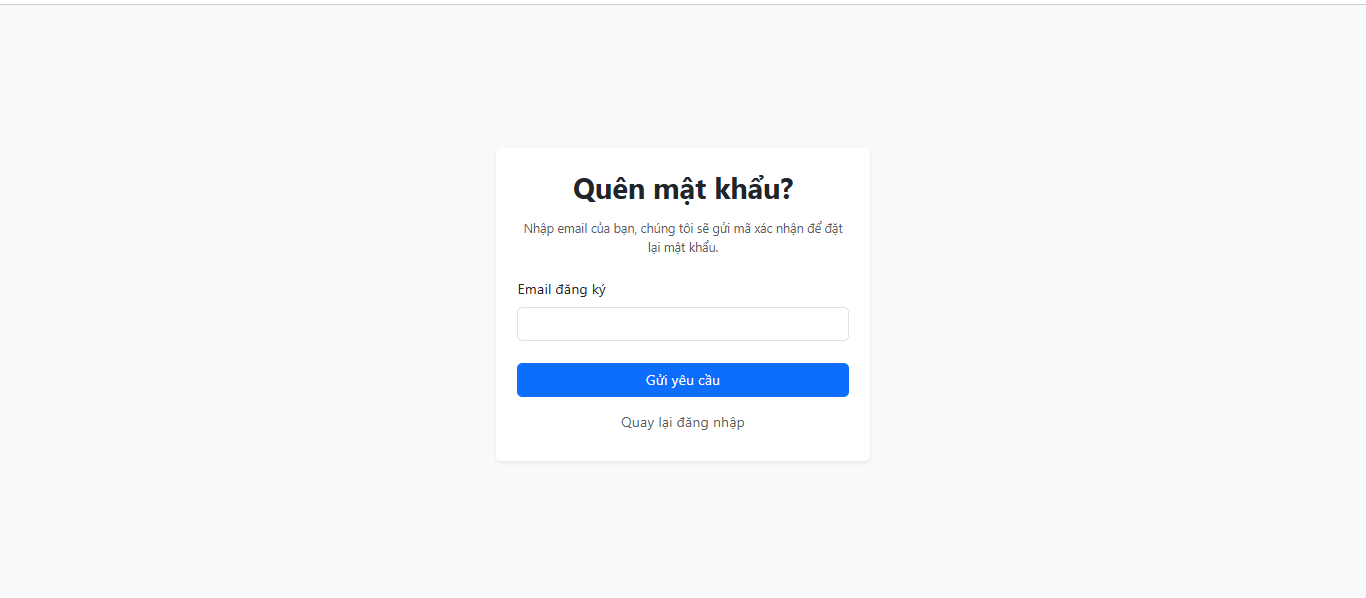 Quên mật khẩu?
Nhập email của bạn, chúng tôi sẽ gửi mã xác nhận để đặt
lại mật khẩu.
Email đăng ký
Gửi yêu cầu
Quay lại đăng nhập